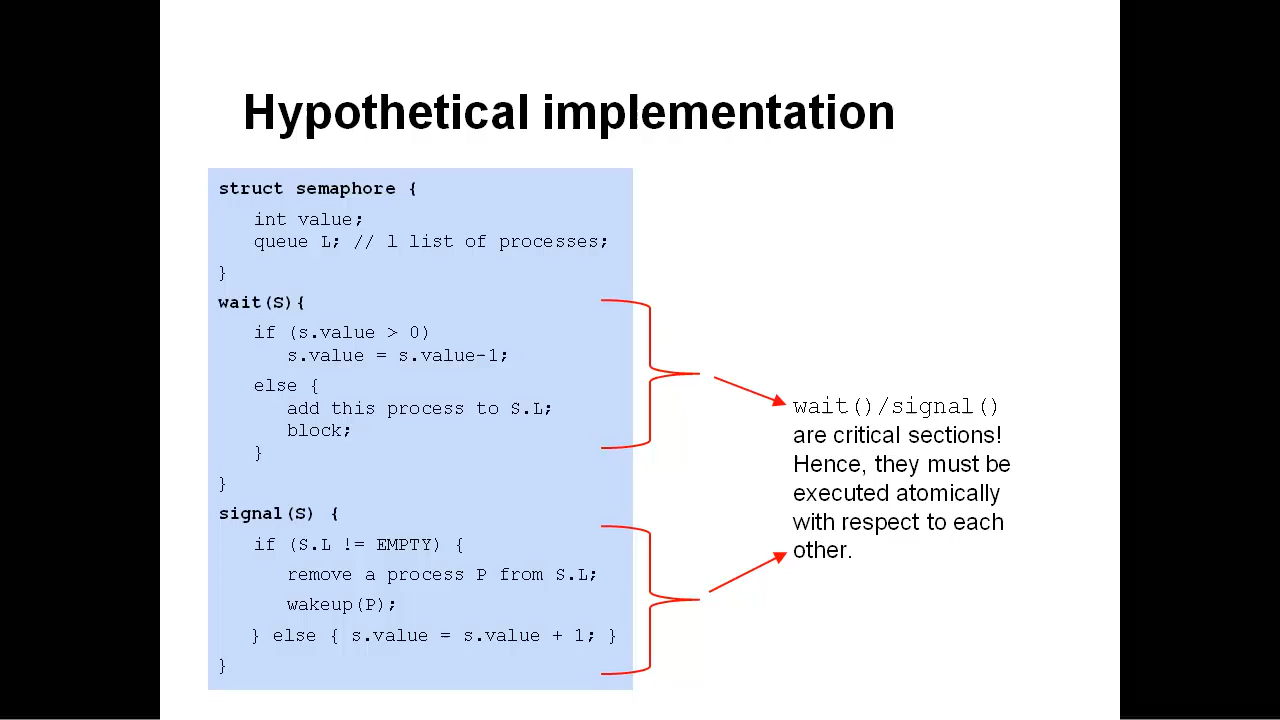 Hypothetical implementation
struct semaphore {
int value;
queue L; // l list of processes;
}
wait(S){
if (s.value > 0)
s.value = s.value-1;
else {
add this process to S.L;
block;
}
}
signal(S) {
if (S.L != EMPTY) {
remove a process P from S.L;
wakeup(P);
} else { s.value = s.value + 1; }
}
wait()/signal()
are critical sections!
Hence, they must be
executed atomically
with respect to each
other.